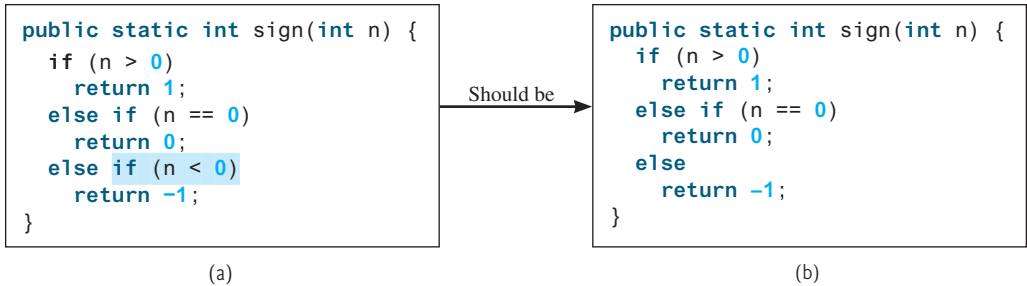 public static int sign(int n) {
  if (n > 0)
    return 1;
  else if (n == 0)
    return 0;
  else if (n < 0)
    return –1;
}
(a)
Should be
public static int sign(int n) {
  if (n > 0)
    return 1;
  else if (n == 0)
    return 0;
  else
    return –1;
}
(b)